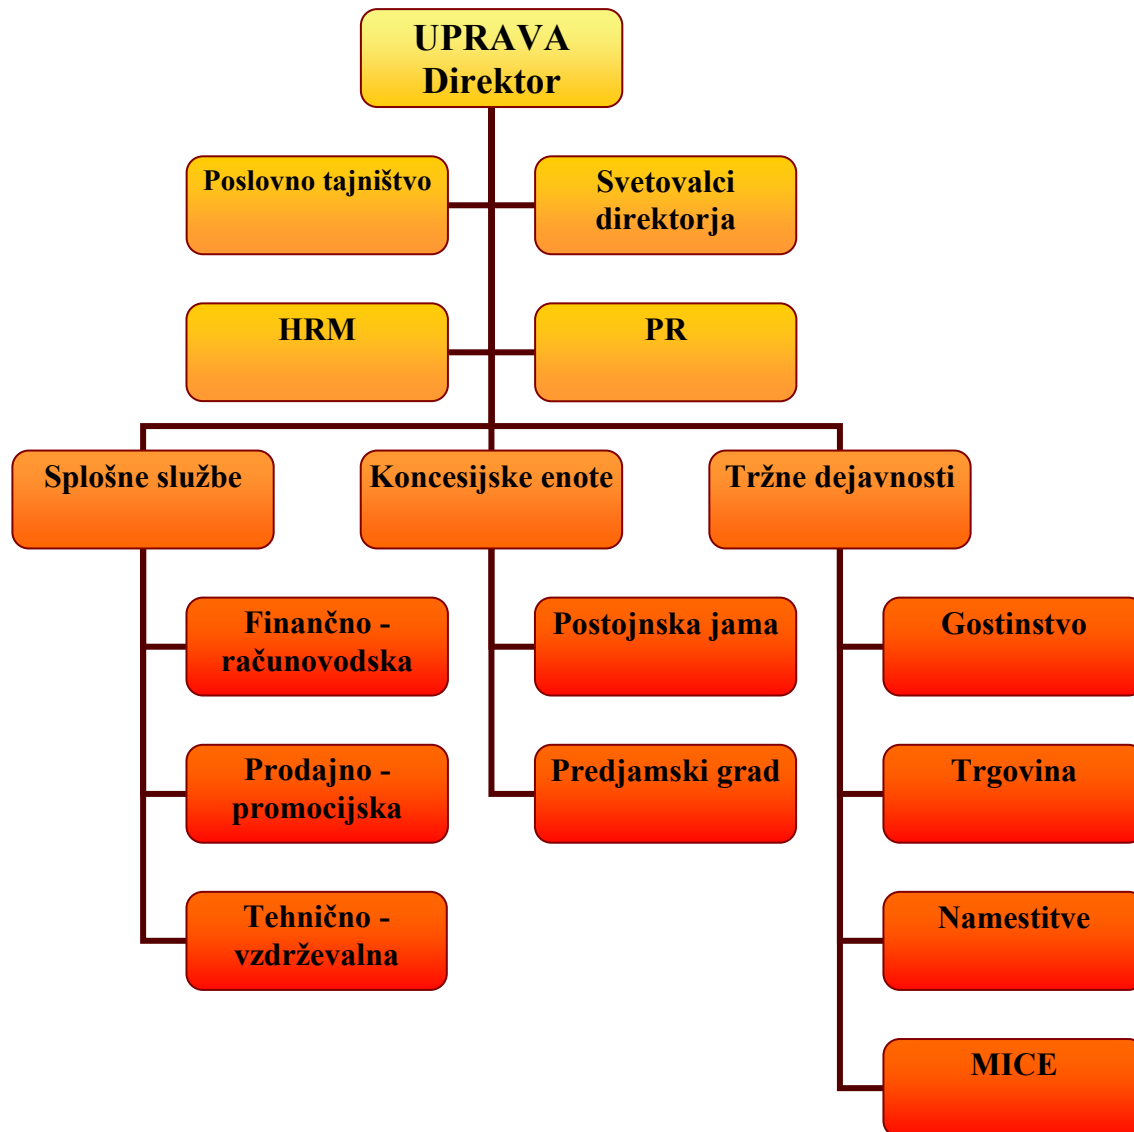 UPRAVA
Direktor
Poslovno tajništvo
Svetovalci
direktorja
HRM
PR
Splošne službe
Koncesijske enote
Tržne dejavnosti
Finančno -
računovodska
Postojnska jama
Gostinstvo
Prodajno -
promocijska
Predjamski grad
Trgovina
Tehnično -
vzdrževalna
Namestitve
MICE